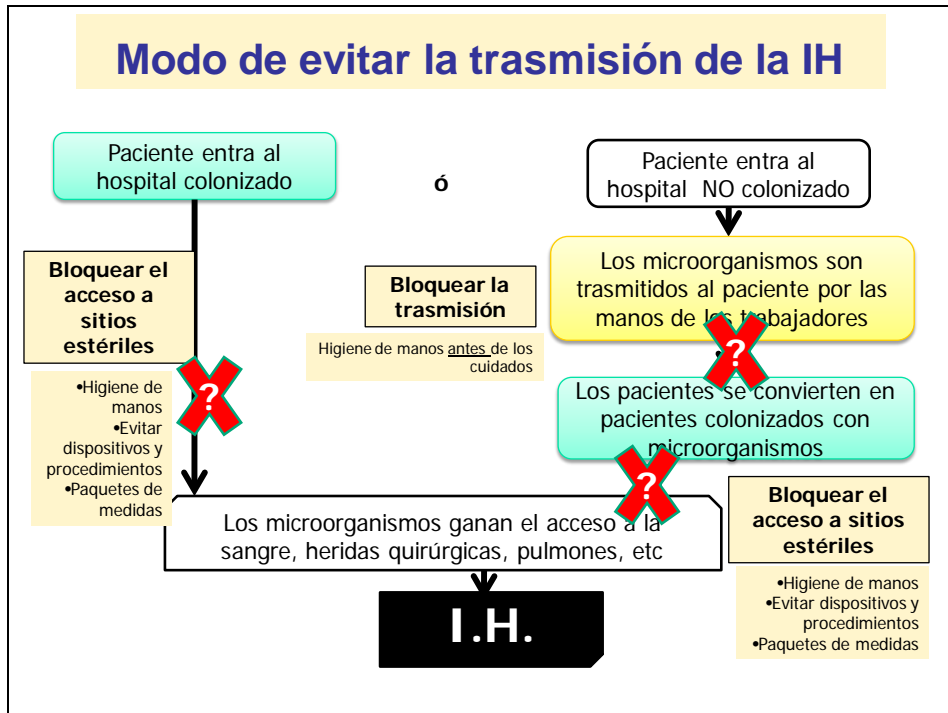 Modo de evitar la trasmisión de la IH
Paciente entra al
hospital colonizado
ó
Paciente entra al
hospital NO colonizado
Bloquear el
acceso a
sitios
estériles
•Higiene de
manos
•Evitar
dispositivos y
procedimientos
•Paquetes de
medidas
?
Bloquear la
trasmisión
Higiene de manos antes de los
cuidados
Los microorganismos son
trasmitidos al paciente por las
manos de los trabajadores
?
Los pacientes se convierten en
pacientes colonizados con
microorganismos
?
Bloquear el
acceso a sitios
estériles
•Higiene de manos
•Evitar dispositivos y
procedimientos
•Paquetes de medidas
Los microorganismos ganan el acceso a la
sangre, heridas quirúrgicas, pulmones, etc
I.H.